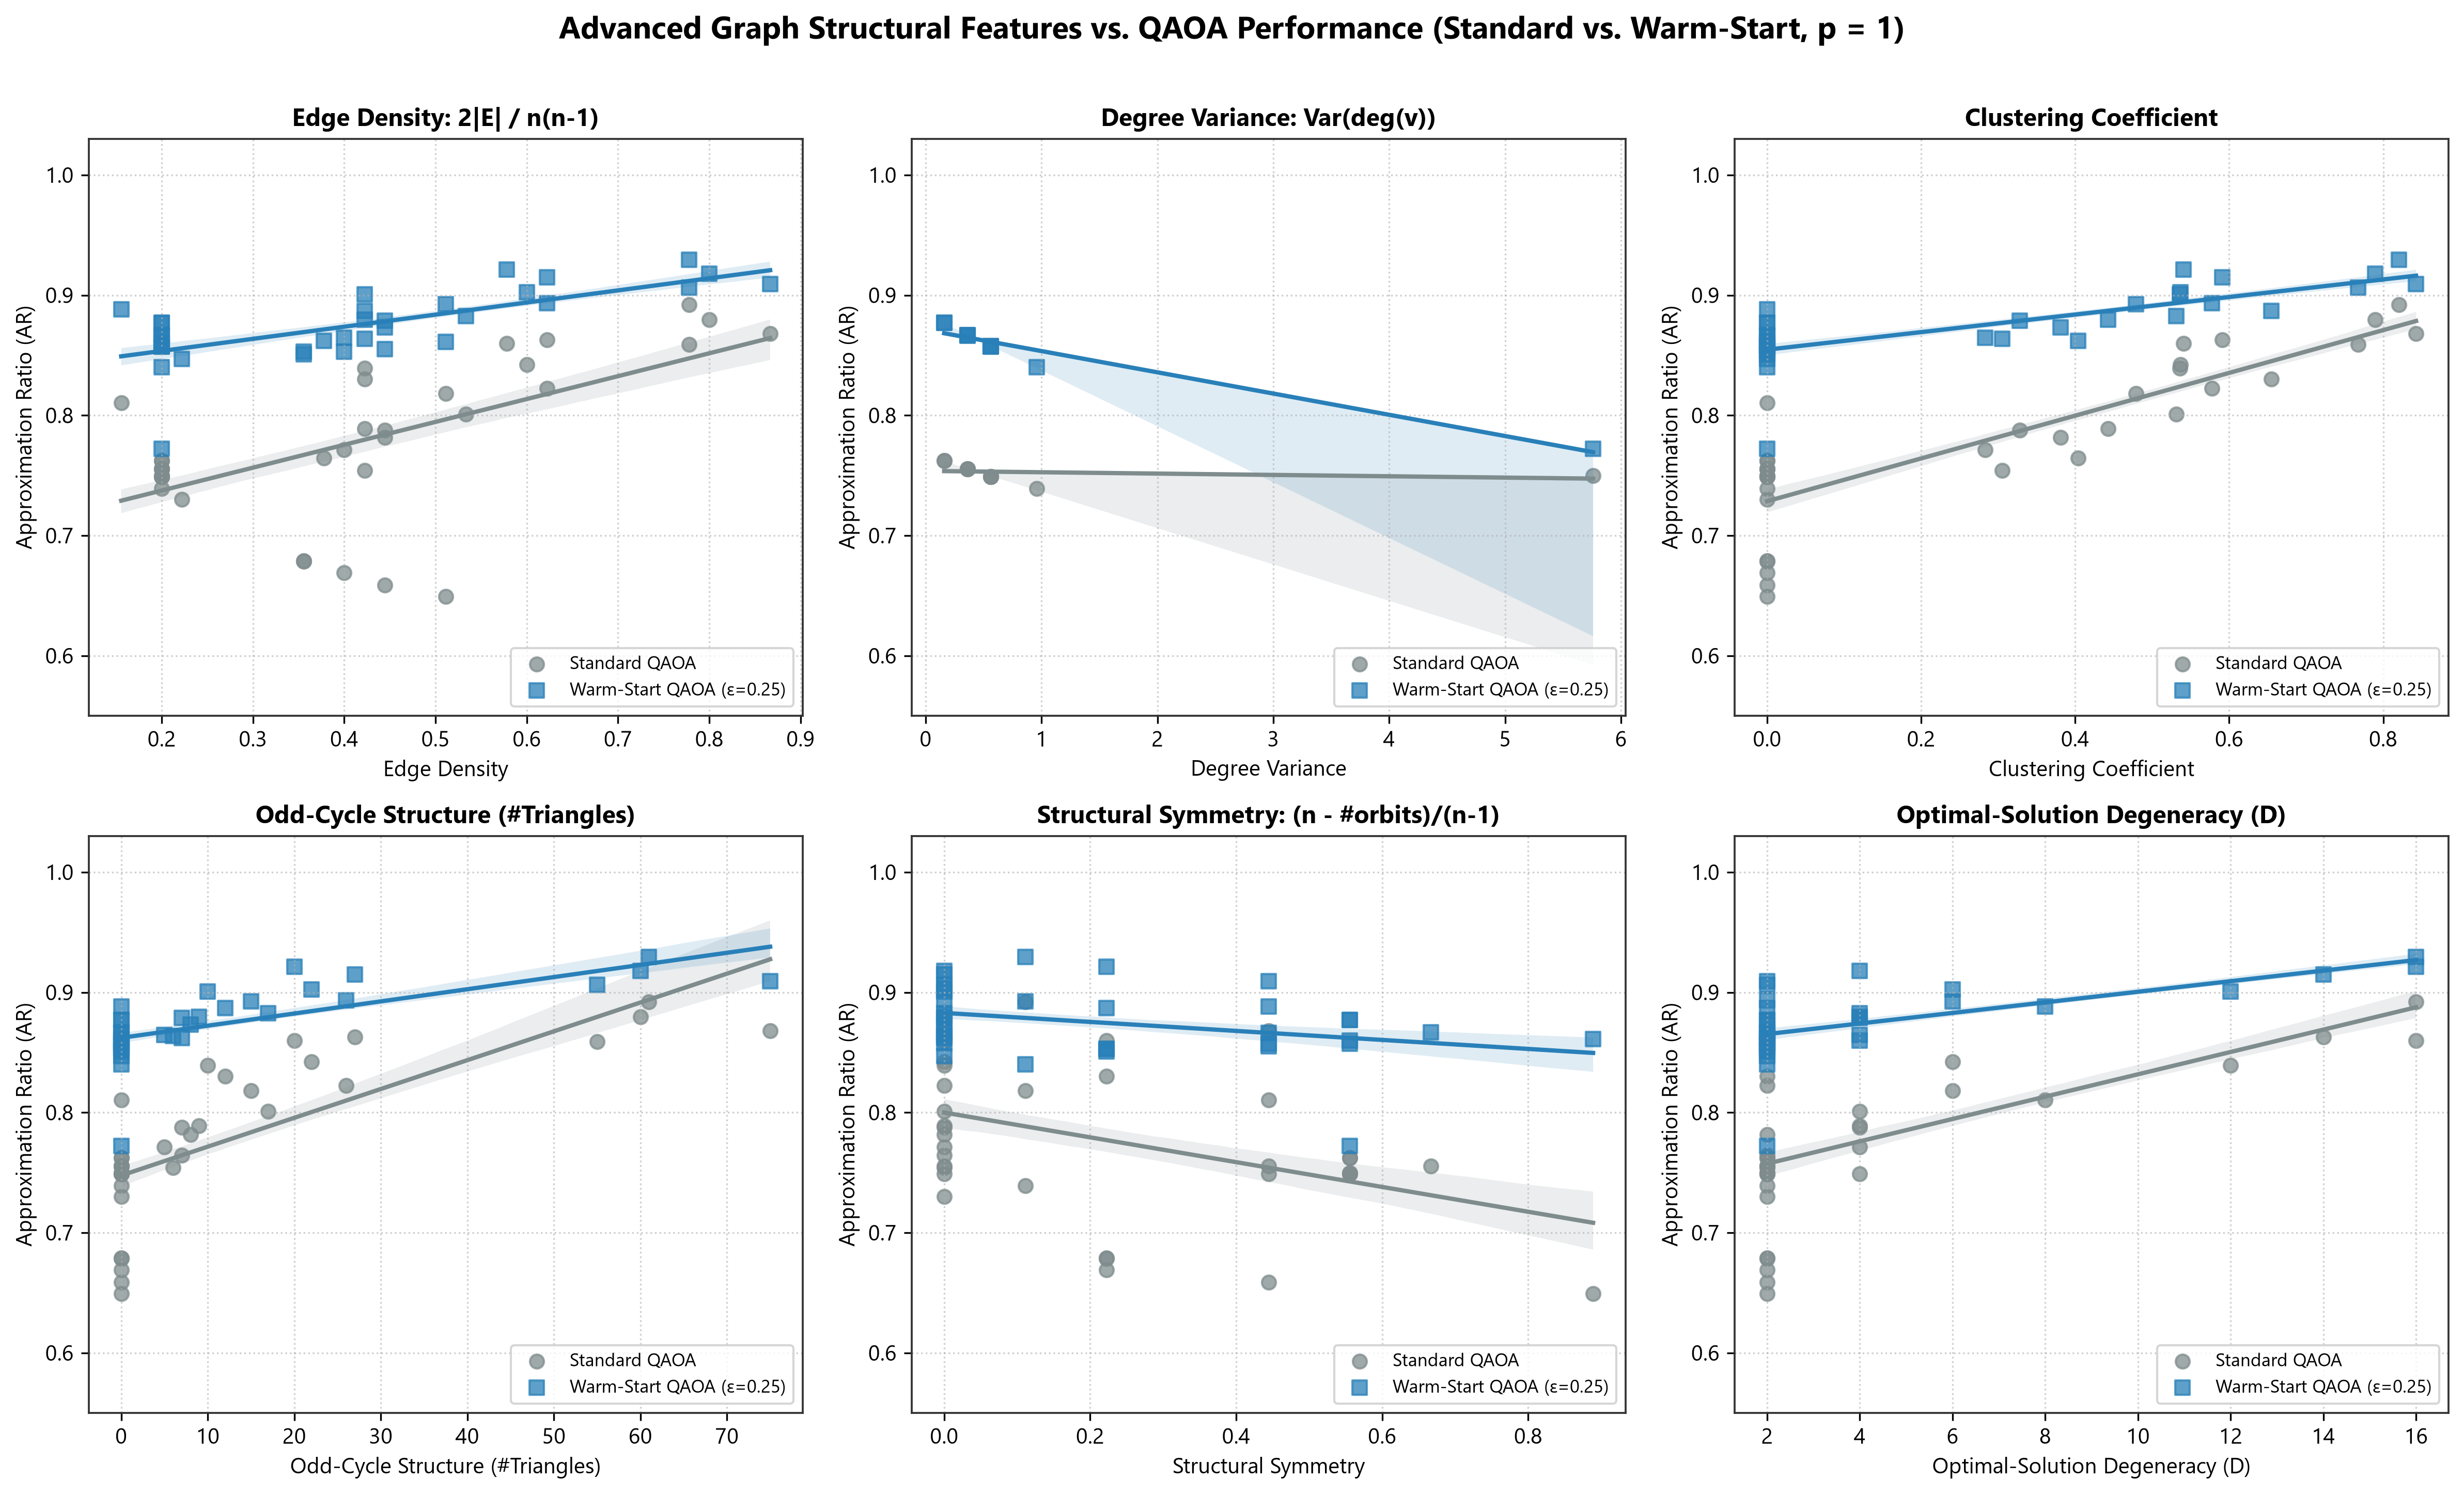 Advanced Graph Structural Features vs. QAOA Performance (Standard vs. Warm-Start, p = 1)
Edge Density: 2|E| / n(n-1)
Approximation Ratio (AR)
1.0
0.9
0.8
0.7
0.6
Standard QAOA
Warm-Start QAOA (ε=0.25)
0.2 0.3 0.4 0.5 0.6 0.7 0.8 0.9
Edge Density
Degree Variance: Var(deg(v))
Approximation Ratio (AR)
1.0
0.9
0.8
0.7
0.6
Standard QAOA
Warm-Start QAOA (ε=0.25)
0 1 2 3 4 5 6
Degree Variance
Clustering Coefficient
Approximation Ratio (AR)
1.0
0.9
0.8
0.7
0.6
Standard QAOA
Warm-Start QAOA (ε=0.25)
0.0 0.2 0.4 0.6 0.8
Clustering Coefficient
Odd-Cycle Structure (#Triangles)
Approximation Ratio (AR)
1.0
0.9
0.8
0.7
0.6
Standard QAOA
Warm-Start QAOA (ε=0.25)
0 10 20 30 40 50 60 70
Odd-Cycle Structure (#Triangles)
Structural Symmetry: (n - #orbits)/(n-1)
Approximation Ratio (AR)
1.0
0.9
0.8
0.7
0.6
Standard QAOA
Warm-Start QAOA (ε=0.25)
0.0 0.2 0.4 0.6 0.8
Structural Symmetry
Optimal-Solution Degeneracy (D)
Approximation Ratio (AR)
1.0
0.9
0.8
0.7
0.6
Standard QAOA
Warm-Start QAOA (ε=0.25)
2 4 6 8 10 12 14 16
Optimal-Solution Degeneracy (D)